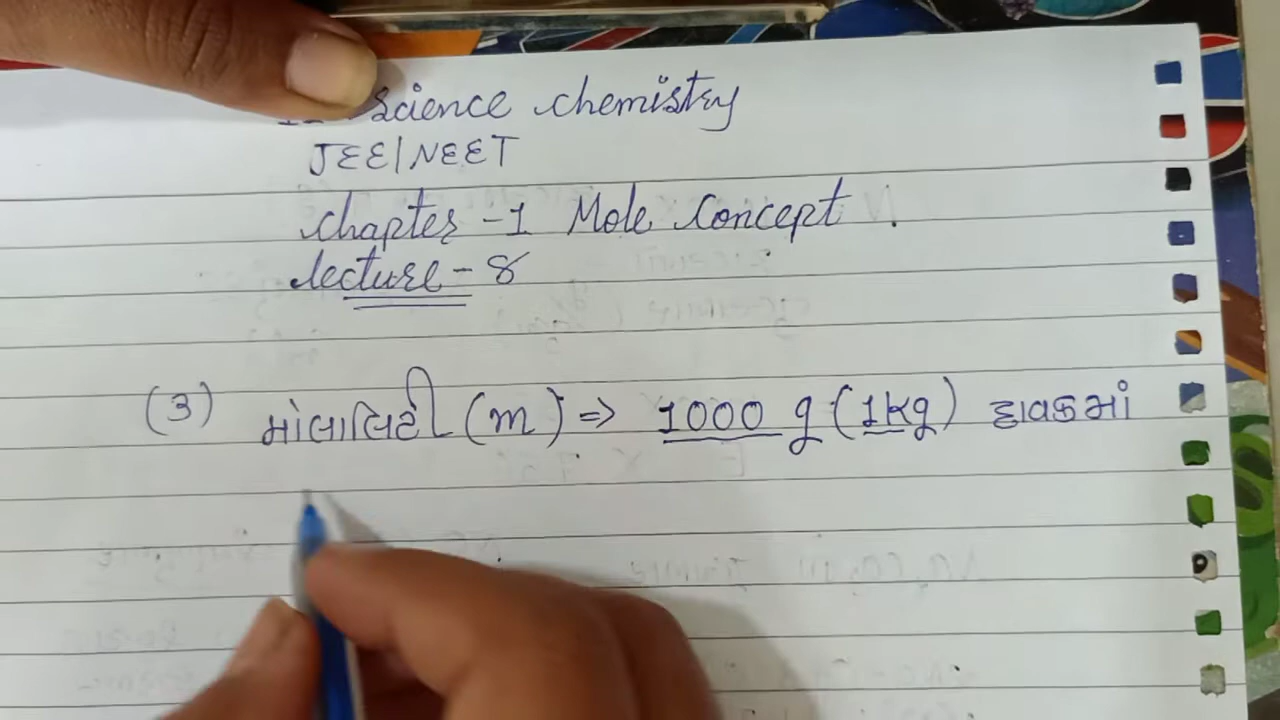 science chemistry
JEE/NEET
chapter - 1 Mole Concept.
lecture - 8
(3) મોલાલિટી (m) ⇒ 1000 g (1kg) દ્રાવકમાં